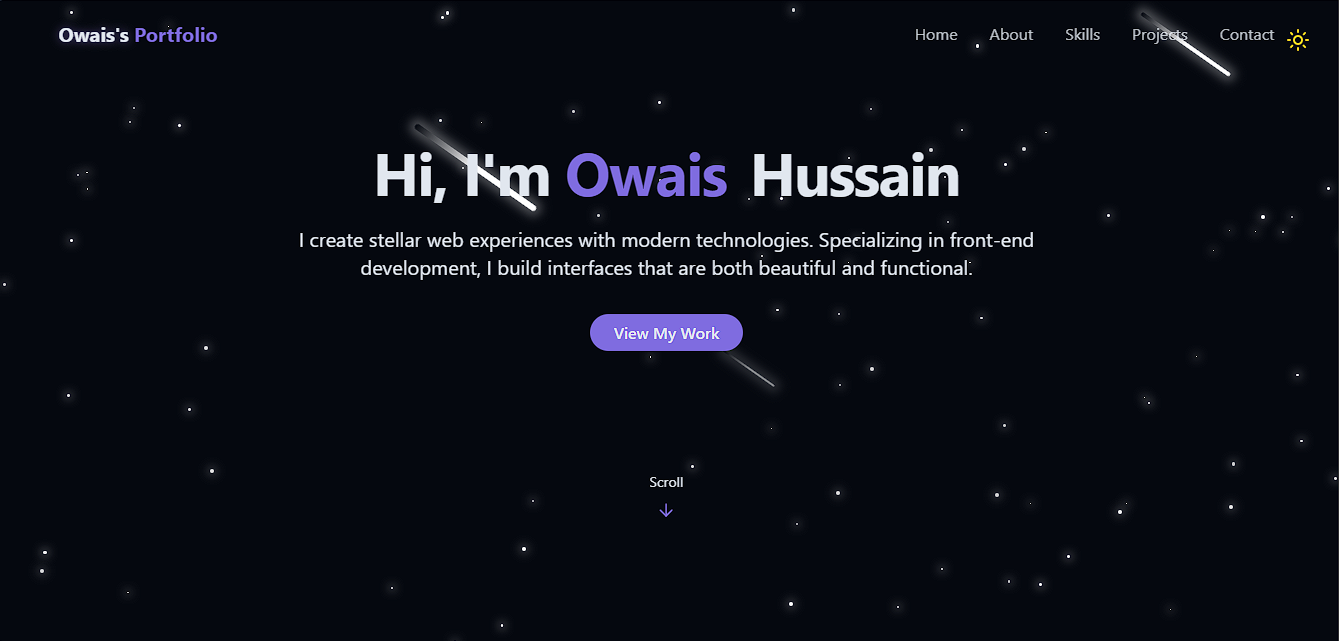 Owais's Portfolio
Home About Skills Projects Contact
Hi, I'm Owais Hussain
I create stellar web experiences with modern technologies. Specializing in front-end
development, I build interfaces that are both beautiful and functional.
View My Work
Scroll